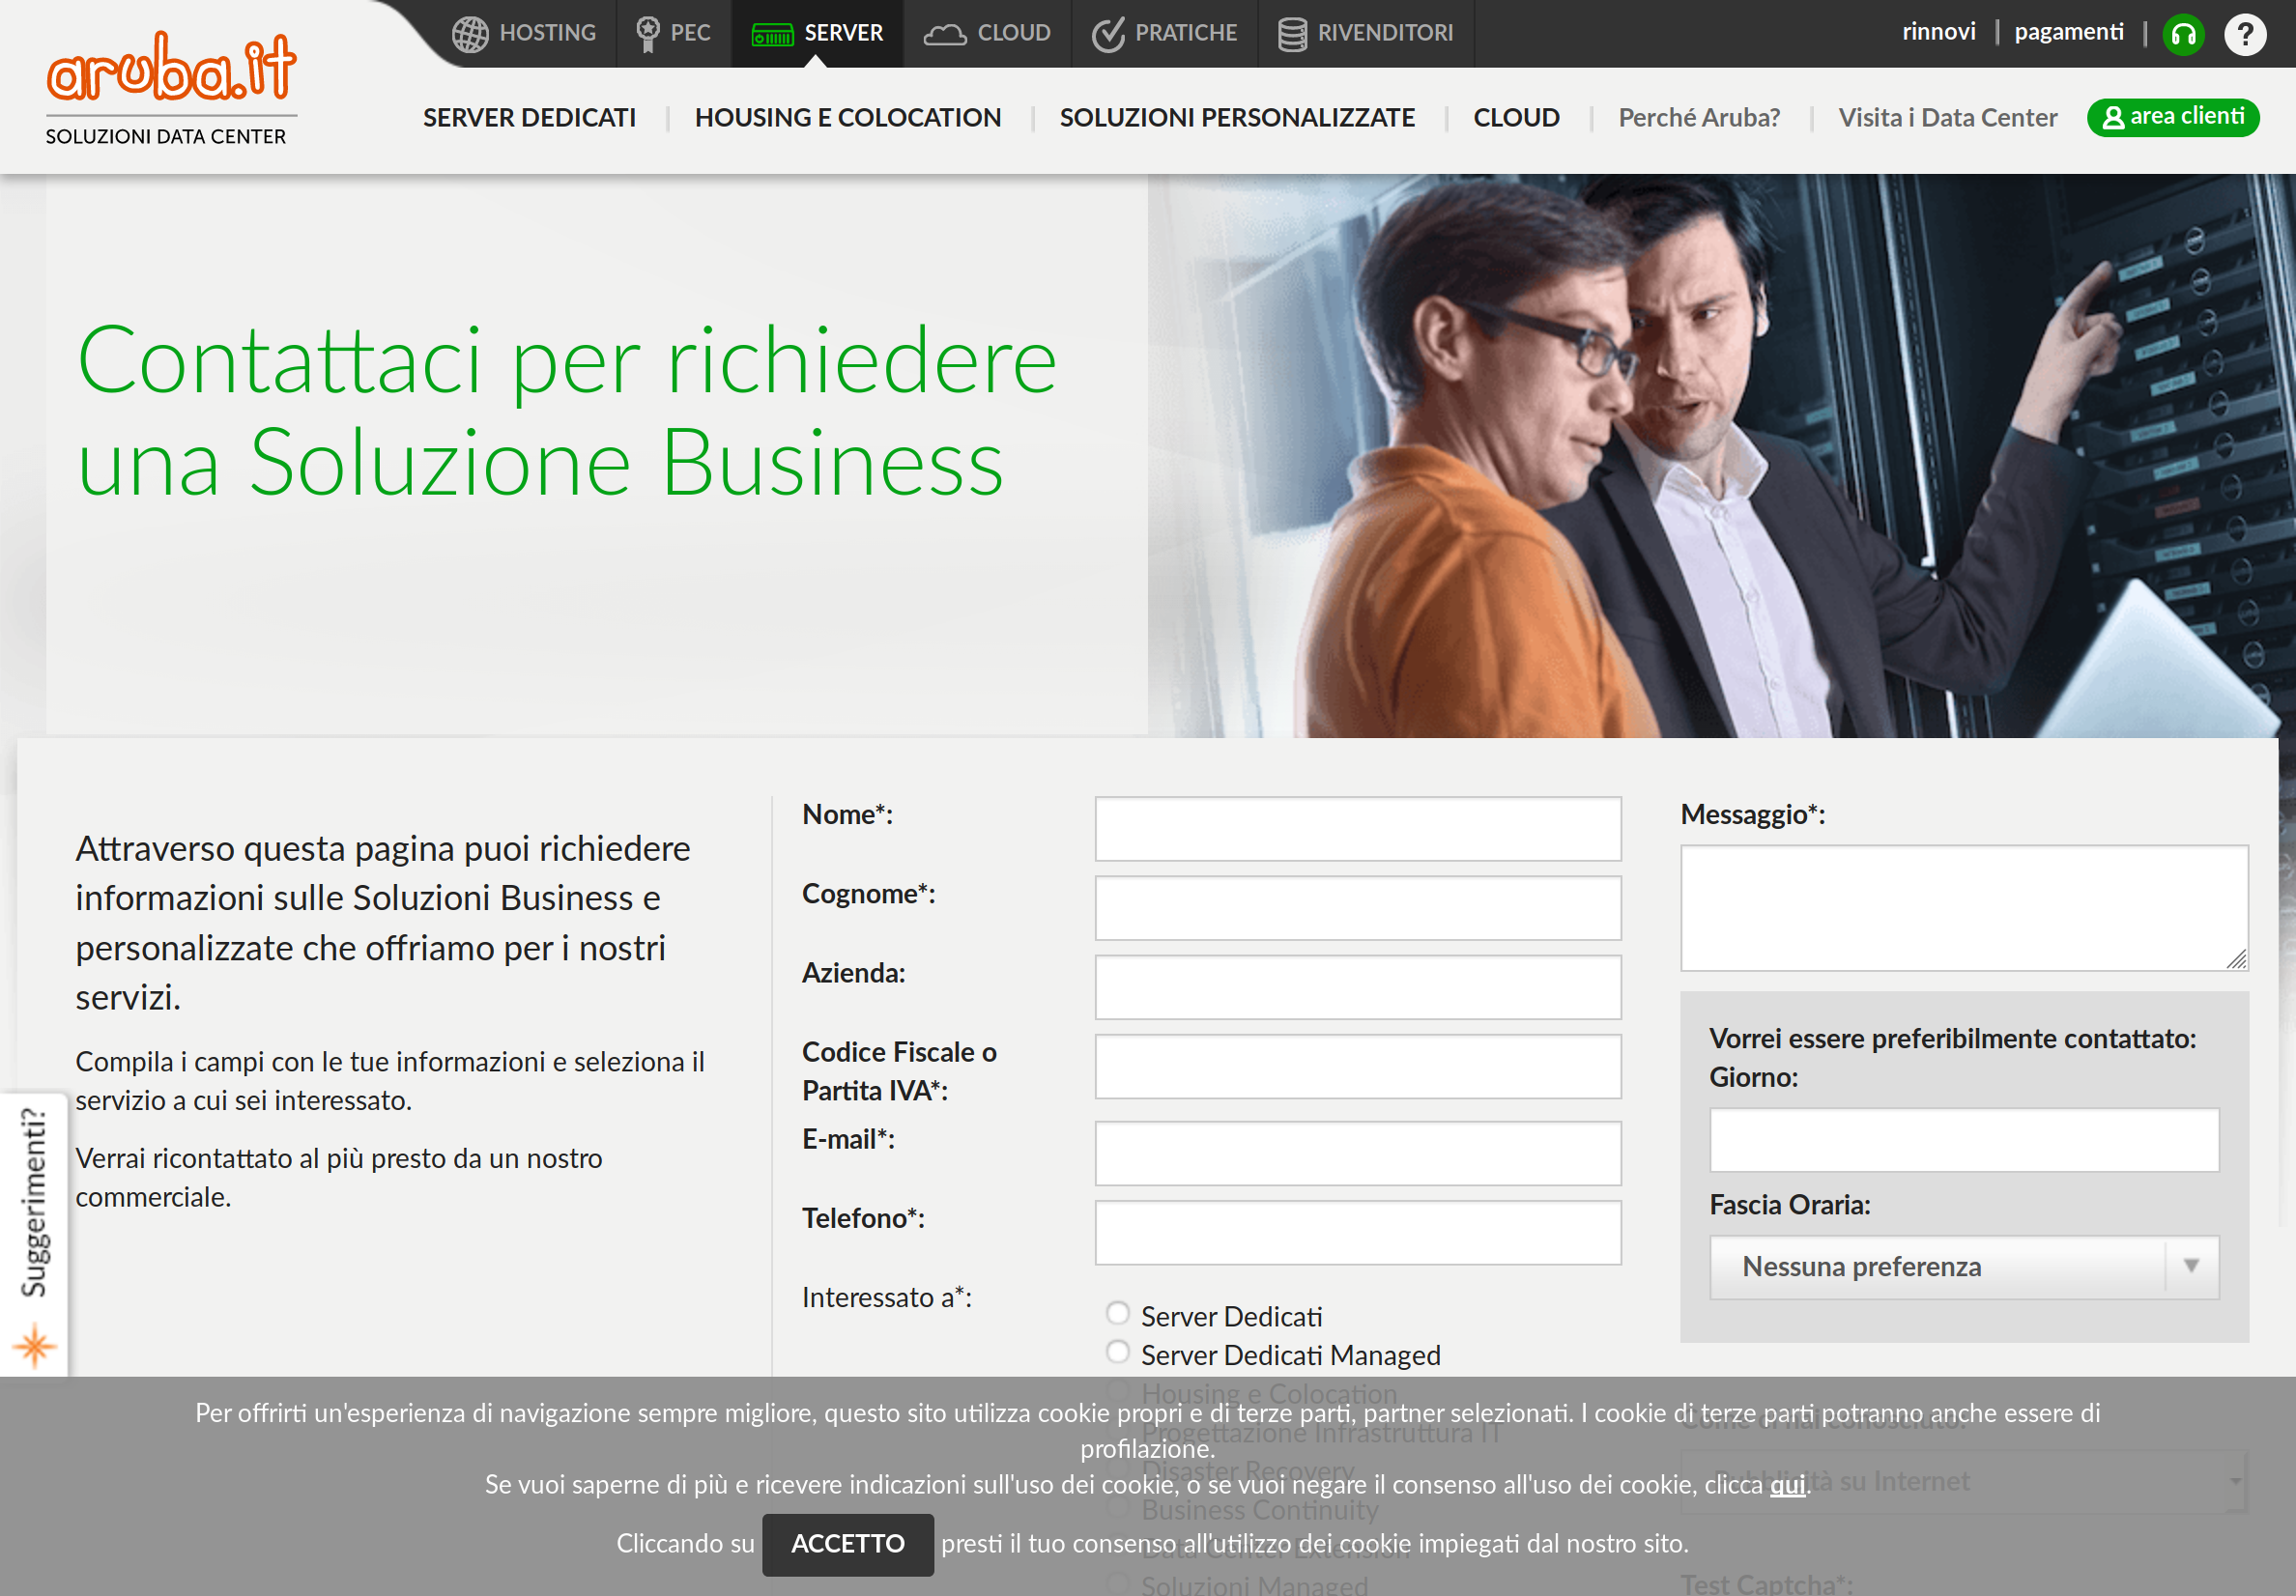 aruba.it
SOLUZIONI DATA CENTER
HOSTING
PEC
SERVER
CLOUD
PRATICHE
RIVENDITORI
rinnovi
pagamenti
?
SERVER DEDICATI
HOUSING E COLOCATION
SOLUZIONI PERSONALIZZATE
CLOUD
Perché Aruba?
Visita i Data Center
area clienti
Contattaci per richiedere
una Soluzione Business
Attraverso questa pagina puoi richiedere
informazioni sulle Soluzioni Business e
personalizzate che offriamo per i nostri
servizi.
Compila i campi con le tue informazioni e seleziona il
servizio a cui sei interessato.
Verrai ricontattato al più presto da un nostro
commerciale.
Suggerimenti?
Nome*:
Cognome*:
Azienda:
Codice Fiscale o
Partita IVA*:
E-mail*:
Telefono*:
Interessato a*:
Server Dedicati
Server Dedicati Managed
Housing e Colocation
Progettazione Infrastruttura IT
Disaster Recovery
Business Continuity
Data Center Extension
Soluzioni Managed
Messaggio*:
Vorrei essere preferibilmente contattato:
Giorno:
Fascia Oraria:
Nessuna preferenza
Come ci hai conosciuto:
Pubblicità su Internet
Test Captcha*:
Per offrirti un'esperienza di navigazione sempre migliore, questo sito utilizza cookie propri e di terze parti, partner selezionati. I cookie di terze parti potranno anche essere di
profilazione.
Se vuoi saperne di più e ricevere indicazioni sull'uso dei cookie, o se vuoi negare il consenso all'uso dei cookie, clicca qui.
Cliccando su ACCETTO presti il tuo consenso all'utilizzo dei cookie impiegati dal nostro sito.